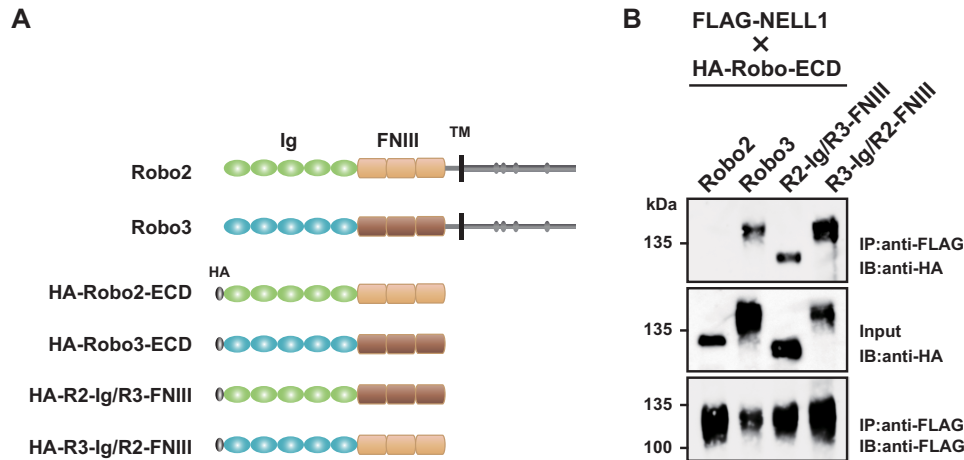 A
Ig
FNIII
TM
Robo2
Robo3
HA
HA-Robo2-ECD
HA-Robo3-ECD
HA-R2-Ig/R3-FNIII
HA-R3-Ig/R2-FNIII
B
FLAG-NELL1
×
HA-Robo-ECD
Robo2
Robo3
R2-Ig/R3-FNIII
R3-Ig/R2-FNIII
kDa
135
IP:anti-FLAG
IB:anti-HA
135
Input
IB:anti-HA
135
100
IP:anti-FLAG
IB:anti-FLAG